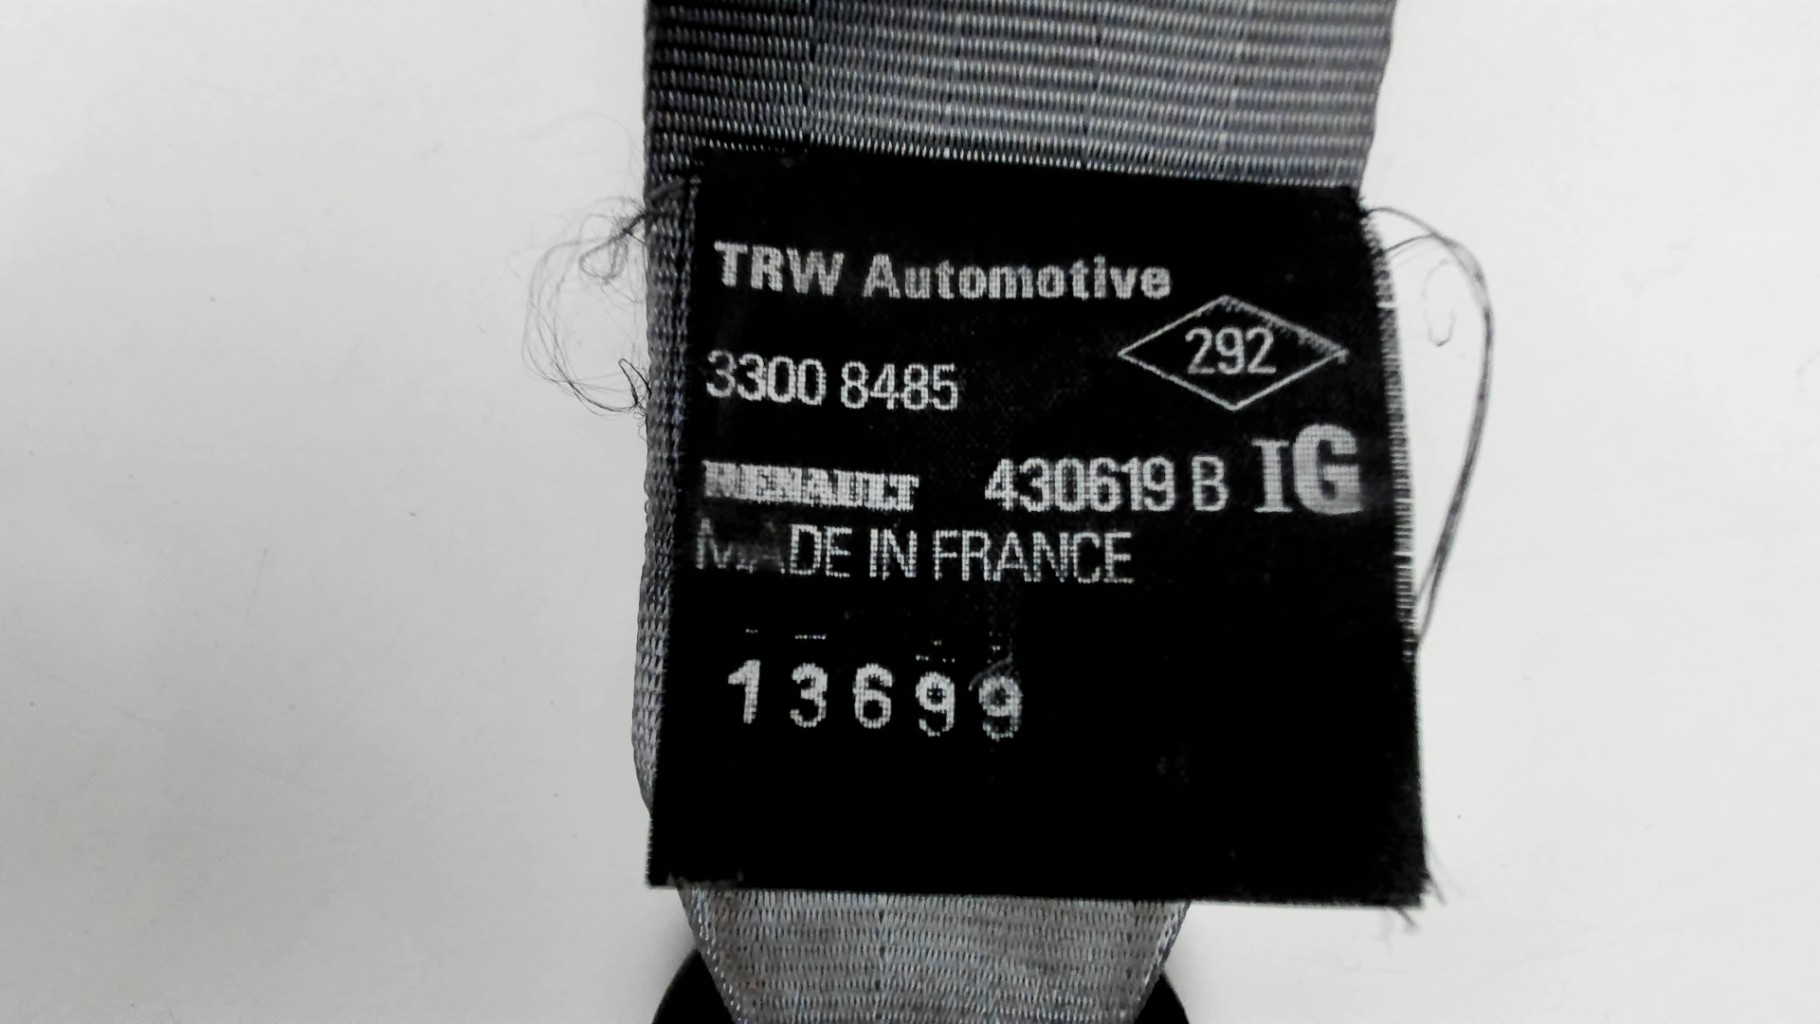 TRW Automotive
292
3300 8485
RENAULT 430619 B IG
MADE IN FRANCE
13699